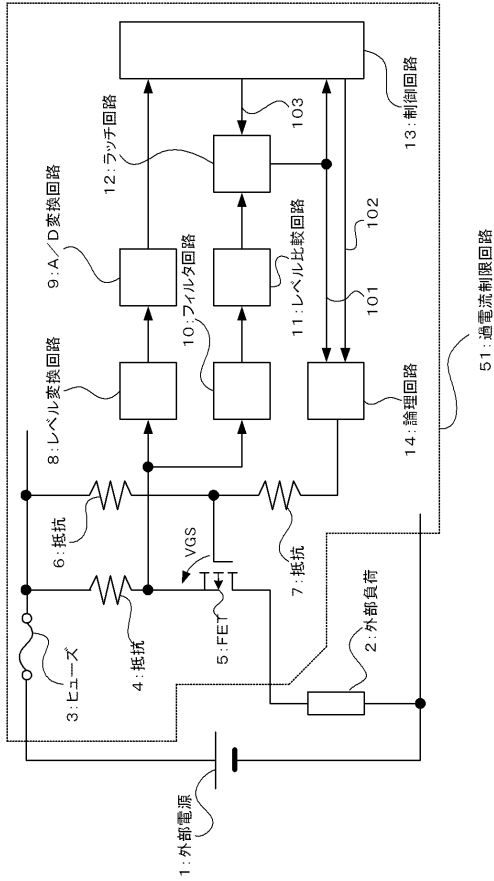 1:外部電源
3:ヒューズ
4:抵抗
6:抵抗
VGS
5:FET
7:抵抗
2:外部負荷
8:レベル変換回路
9:A/D変換回路
10:フィルタ回路
12:ラッチ回路
11:レベル比較回路
103
101
102
14:論理回路
13:制御回路
51:過電流制限回路